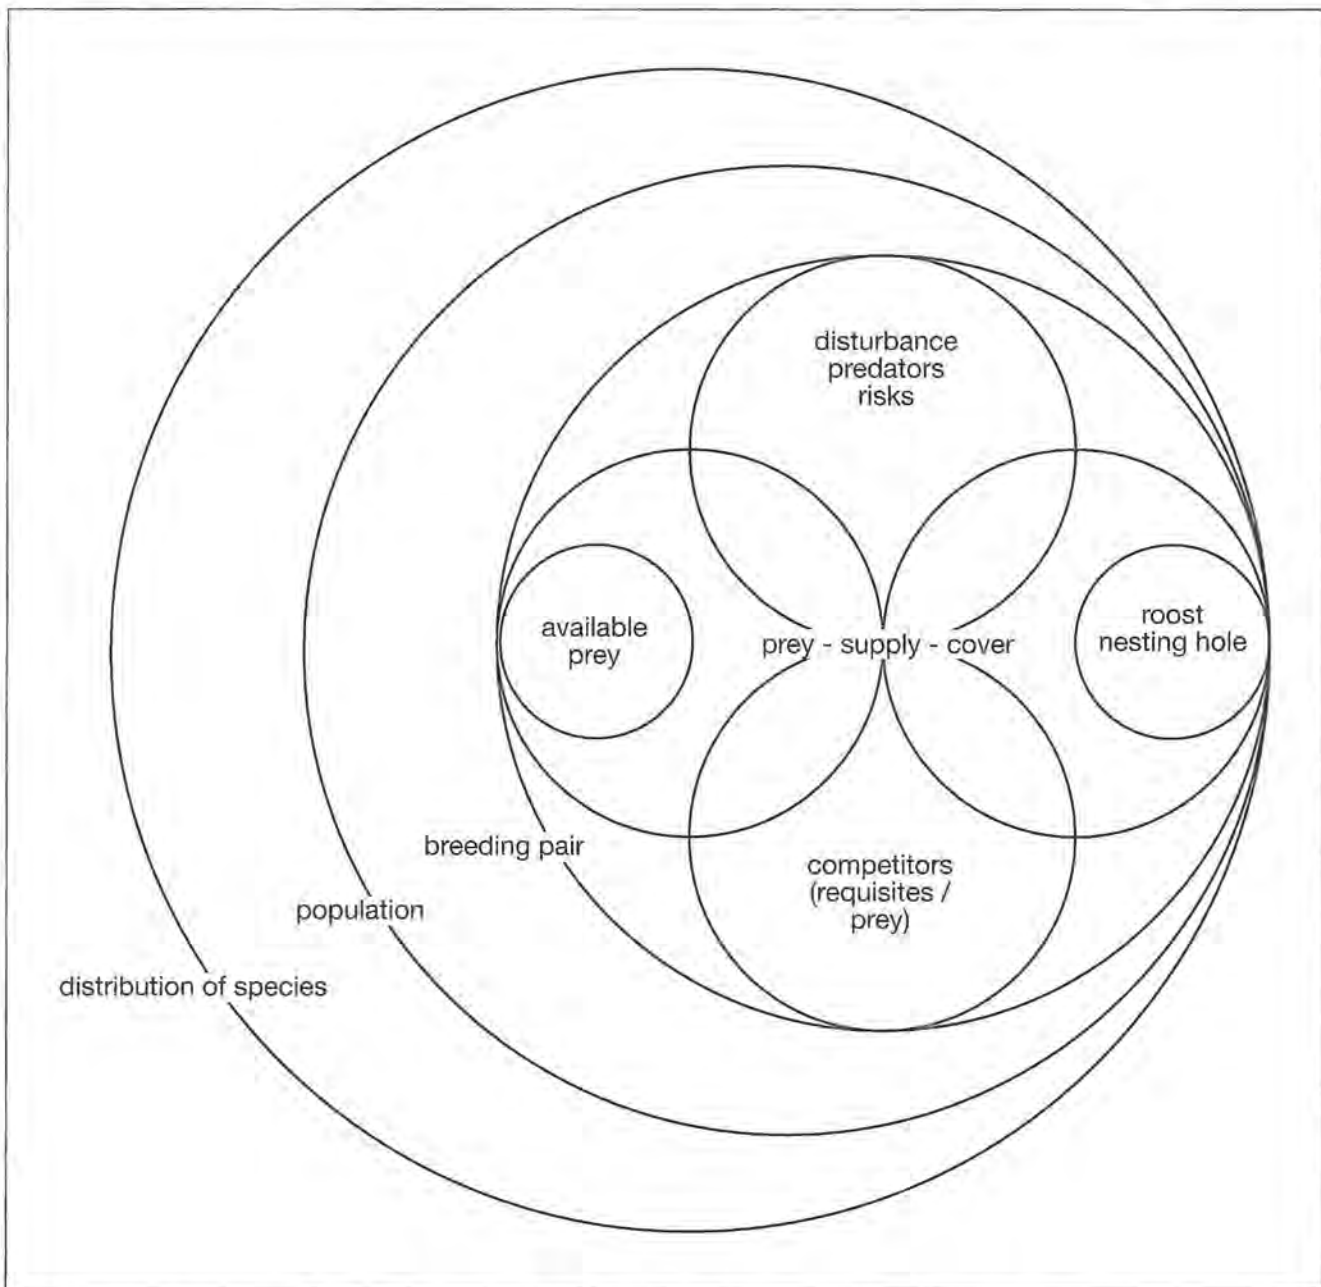 disturbance
predators
risks
available
prey
prey - supply - cover
roost
nesting hole
breeding pair
competitors
(requisites /
prey)
population
distribution of species